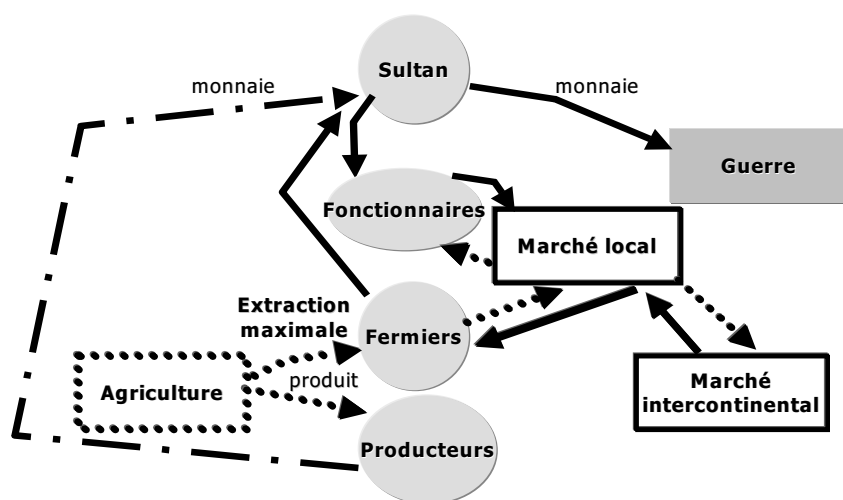 Sultan
monnaie
monnaie
Guerre
Fonctionnaires
Marché local
Extraction
maximale
Fermiers
produit
Agriculture
Marché
intercontinental
Producteurs